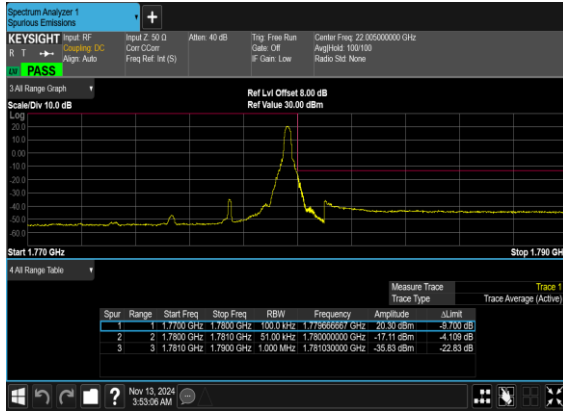 Spectrum Analyzer 1
Spurious Emissions
+
KEYSIGHT Input: RF Input Z: 50 Ω Atten: 40 dB Trig: Free Run Center Freq: 22.005000000 GHz
R T Coupling: DC Corr CCorr Gate: Off Avg|Hold: 100/100
Align: Auto Freq Ref: Int (S) IF Gain: Low Radio Std: None
PASS
3 All Range Graph Ref Lvl Offset 8.00 dB
Scale/Div 10.0 dB Ref Value 30.00 dBm
Log
20.0
10.0
0.00
-10.0
-20.0
-30.0
-40.0
-50.0
-60.0
Start 1.770 GHz Stop 1.790 GH
4 All Range Table
Measure Trace Trace 1
Trace Type Trace Average (Active)
Spur Range Start Freq Stop Freq RBW Frequency Amplitude ΔLimit
1 1 1.7700 GHz 1.7800 GHz 100.0 kHz 1.779666667 GHz 20.30 dBm -9.700 dB
2 2 1.7800 GHz 1.7810 GHz 51.00 kHz 1.780000000 GHz -17.11 dBm -4.109 dB
3 3 1.7810 GHz 1.7900 GHz 1.000 MHz 1.781030000 GHz -35.83 dBm -22.83 dB
? Nov 13, 2024
3:53:06 AM